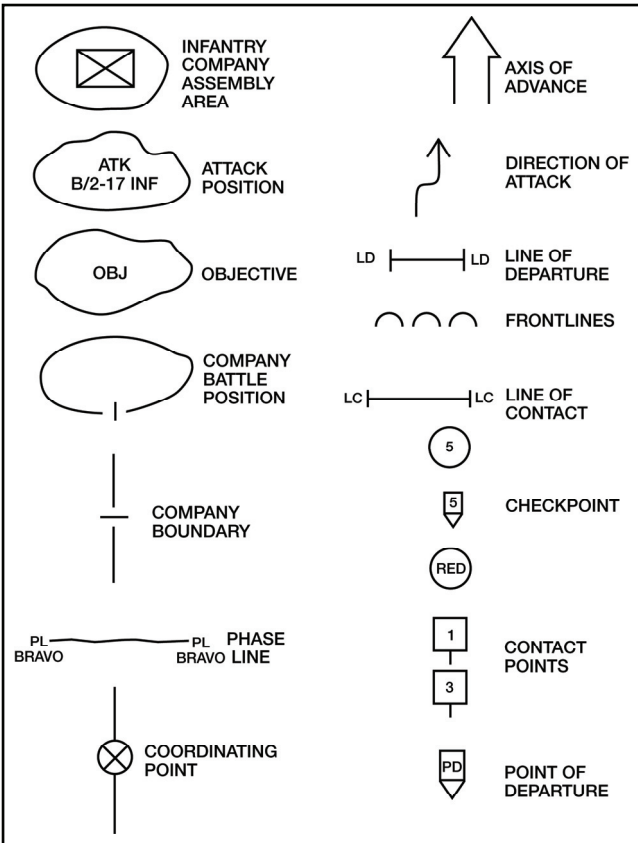 INFANTRY
COMPANY
ASSEMBLY
AREA
ATK
B/2-17 INF
ATTACK
POSITION
OBJ
OBJECTIVE
COMPANY
BATTLE
POSITION
COMPANY
BOUNDARY
PL PL
BRAVO BRAVO
PHASE
LINE
COORDINATING
POINT
AXIS OF
ADVANCE
DIRECTION OF
ATTACK
LD LD
LINE OF
DEPARTURE
FRONTLINES
LC LC
LINE OF
CONTACT
5
5
CHECKPOINT
RED
1
3
CONTACT
POINTS
PD
POINT OF
DEPARTURE